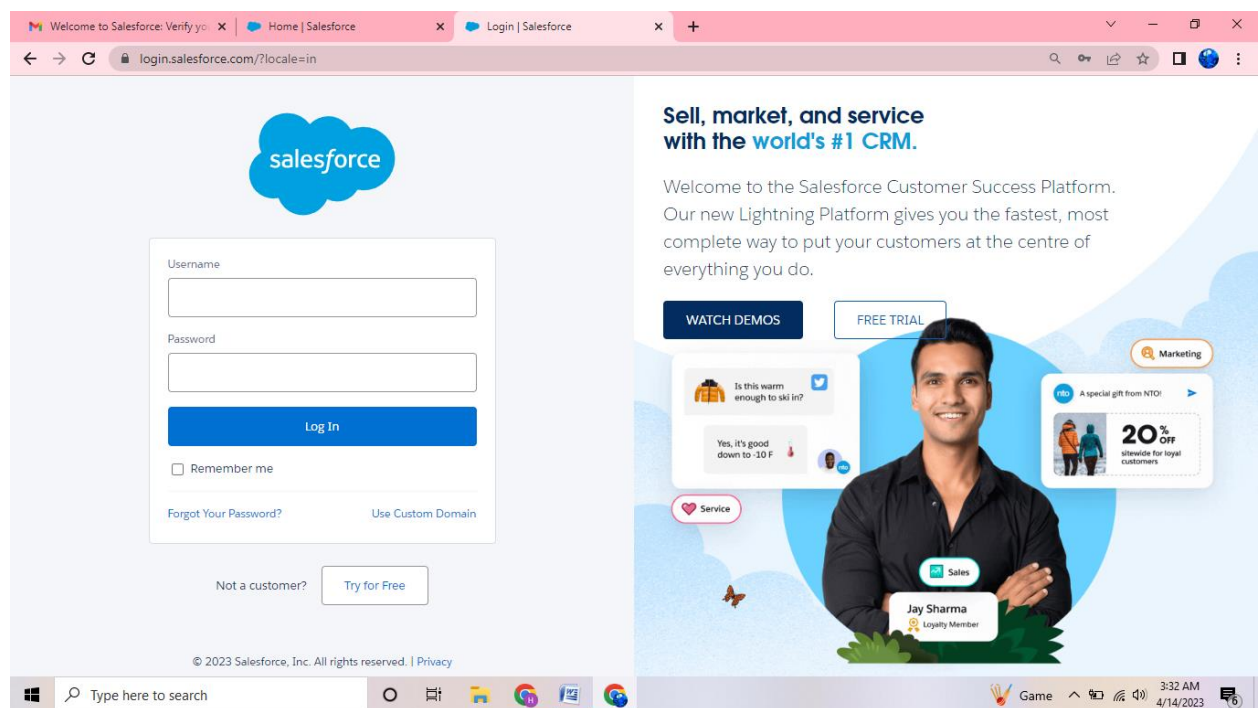 Welcome to Salesforce: Verify yo
Home | Salesforce
Login | Salesforce
login.salesforce.com/?locale=in
salesforce
Username
Password
Log In
Remember me
Forgot Your Password?
Use Custom Domain
Not a customer?
Try for Free
© 2023 Salesforce, Inc. All rights reserved. | Privacy
Sell, market, and service
with the world's #1 CRM.
Welcome to the Salesforce Customer Success Platform.
Our new Lightning Platform gives you the fastest, most
complete way to put your customers at the centre of
everything you do.
WATCH DEMOS
FREE TRIAL
Marketing
Is this warm
enough to ski in?
Yes, it's good
down to -10 F
nto
Service
nto
A special gift from NTO!
20% OFF
sitewide for loyal
customers
Sales
Jay Sharma
Loyalty Member
Type here to search
Game
3:32 AM
4/14/2023
6